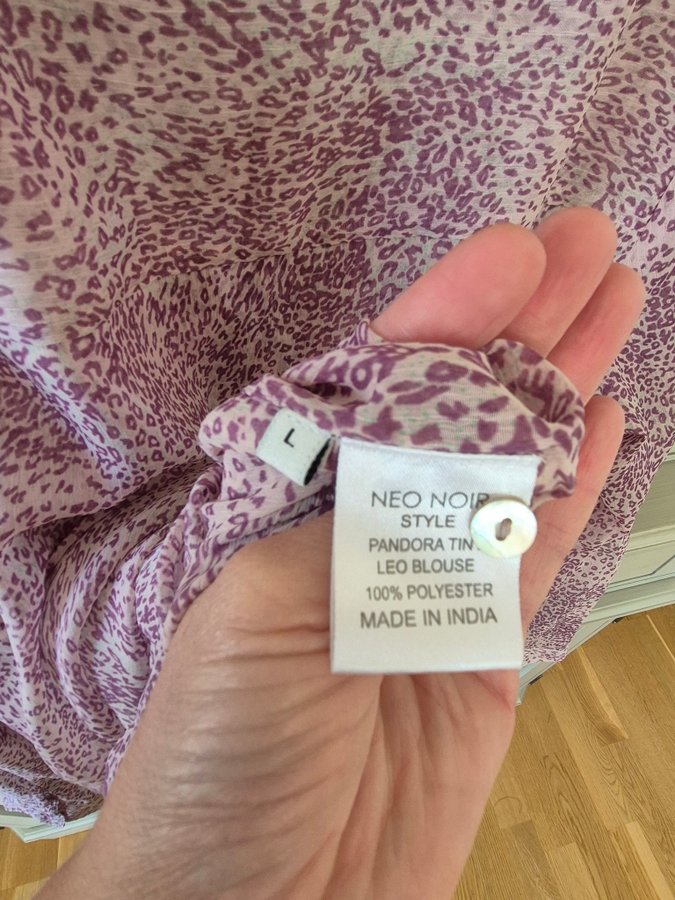 L
NEO NOIR
STYLE
PANDORA TIN
LEO BLOUSE
100% POLYESTER
MADE IN INDIA